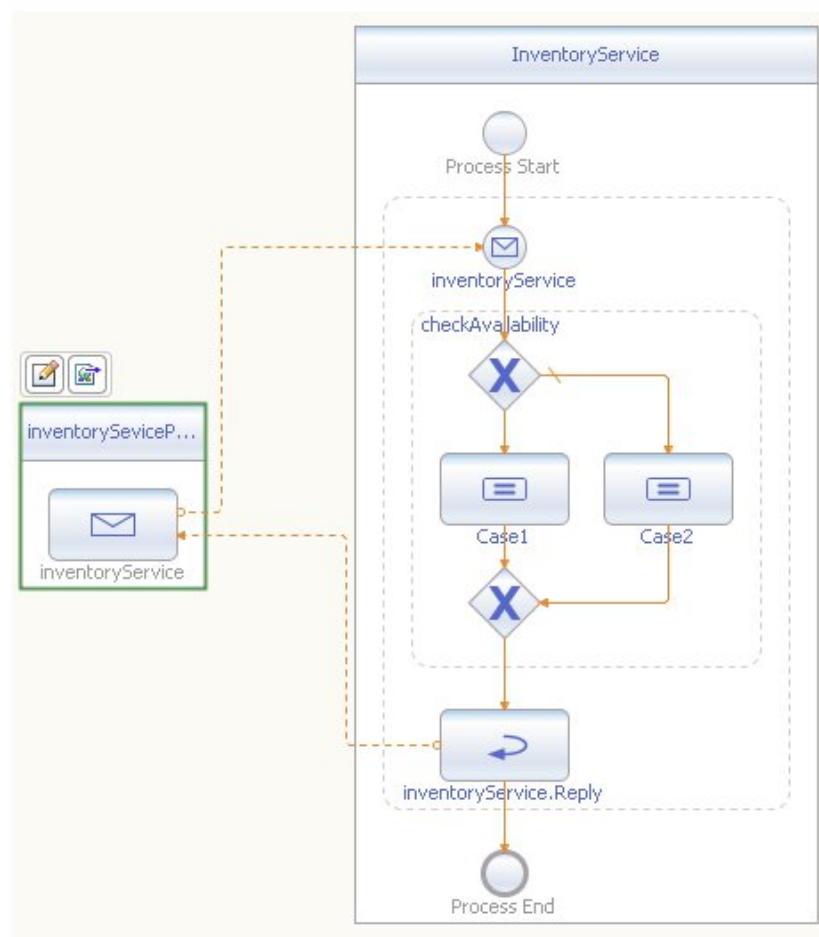 InventoryService
Process Start
inventoryService
checkAvailability
inventorySeviceP...
Case1
Case2
inventoryService
inventoryService.Reply
Process End